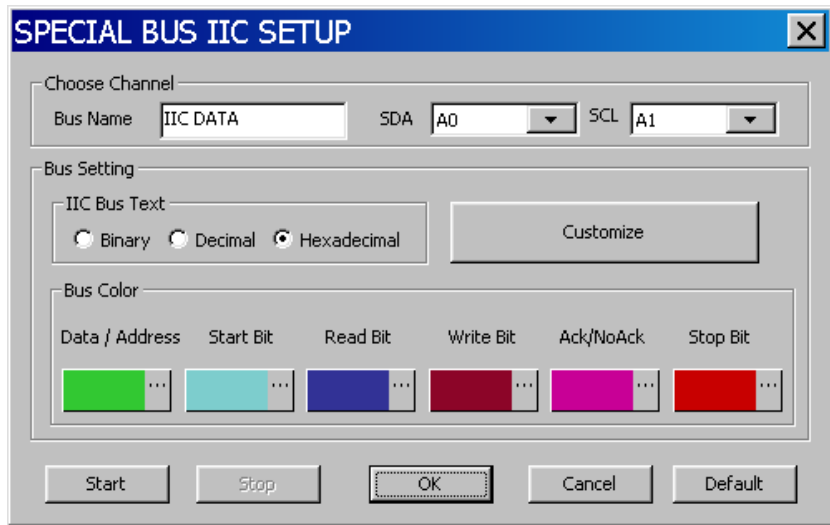 SPECIAL BUS IIC SETUP
Choose Channel
Bus Name IIC DATA SDA A0 SCL A1
Bus Setting
IIC Bus Text
Binary Decimal Hexadecimal
Customize
Bus Color
Data / Address Start Bit Read Bit Write Bit Ack/NoAck Stop Bit
... ... ... ... ... ...
Start Stop OK Cancel Default